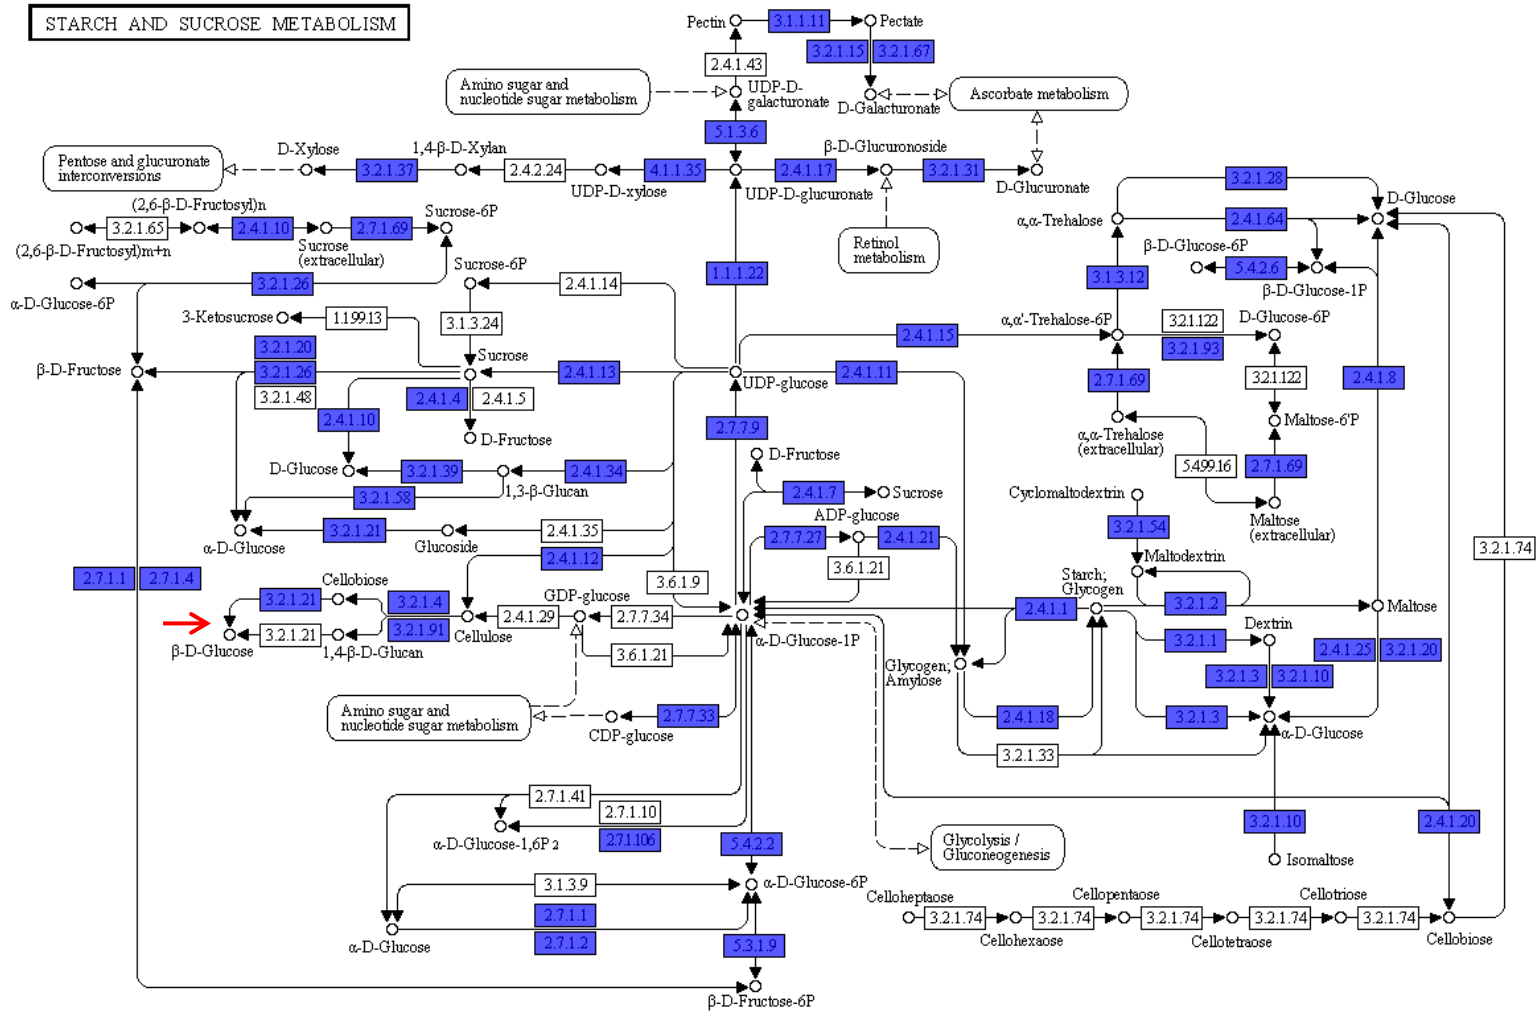 STARCH AND SUCROSE METABOLISM
Pectin
3.1.1.11
Pectate
3.2.1.15
3.2.1.67
2.4.1.43
Amino sugar and
nucleotide sugar metabolism
UDP-D-
galacturonate
D-Galacturonate
Ascorbate metabolism
5.1.3.6
Pentose and glucuronate
interconversions
D-Xylose
3.2.1.37
1,4-β-D-Xylan
2.4.2.24
UDP-D-xylose
4.1.1.35
2.4.1.17
UDP-D-glucuronate
β-D-Glucuronoside
3.2.1.31
D-Glucuronate
3.2.1.28
D-Glucose
α,α-Trehalose
2.4.1.64
(2,6-β-D-Fructosyl)n
Sucrose-6P
3.2.1.65
2.4.1.10
2.7.1.69
(2,6-β-D-Fructosyl)m+n
Sucrose
(extracellular)
Retinol
metabolism
β-D-Glucose-6P
5.4.2.6
β-D-Glucose-1P
3.1.3.12
1.1.1.22
Sucrose-6P
3.2.1.26
2.4.1.14
α-D-Glucose-6P
3-Ketosucrose
1.1.99.13
3.1.3.24
α,α'-Trehalose-6P
3.2.1.122
D-Glucose-6P
2.4.1.15
3.2.1.93
3.2.1.20
Sucrose
β-D-Fructose
3.2.1.26
3.2.1.48
2.4.1.13
UDP-glucose
2.4.1.11
2.7.1.69
3.2.1.122
2.4.1.8
2.4.1.4
2.4.1.5
2.4.1.10
D-Fructose
2.7.7.9
Maltose-6'P
α,α-Trehalose
(extracellular)
D-Glucose
3.2.1.39
2.4.1.34
1,3-β-Glucan
D-Fructose
2.4.1.7
Sucrose
5.4.99.16
2.7.1.69
3.2.1.58
Cyclomaltodextrin
Maltose
(extracellular)
ADP-glucose
3.2.1.54
α-D-Glucose
3.2.1.21
Glucoside
2.4.1.35
2.7.7.27
2.4.1.21
3.2.1.74
2.4.1.12
Maltodextrin
3.6.1.21
2.7.1.1
2.7.1.4
Cellobiose
3.6.1.9
Starch;
Glycogen
3.2.1.21
3.2.1.4
GDP-glucose
2.4.1.1
3.2.1.2
Maltose
2.4.1.29
2.7.7.34
3.2.1.21
3.2.1.91
Cellulose
β-D-Glucose
1,4-β-D-Glucan
α-D-Glucose-1P
3.6.1.21
Dextrin
3.2.1.1
2.4.1.25
3.2.1.20
Glycogen;
Amylose
3.2.1.3
3.2.1.10
Amino sugar and
nucleotide sugar metabolism
CDP-glucose
2.7.7.33
2.4.1.18
3.2.1.3
α-D-Glucose
3.2.1.33
2.7.1.41
2.7.1.10
α-D-Glucose-1,6P2
2.7.1.106
5.4.2.2
Glycolysis /
Gluconeogenesis
3.2.1.10
2.4.1.20
Isomaltose
3.1.3.9
α-D-Glucose-6P
2.7.1.1
2.7.1.2
α-D-Glucose
5.3.1.9
β-D-Fructose-6P
Celloheptaose
Cellopentaose
Cellotriose
3.2.1.74
3.2.1.74
3.2.1.74
3.2.1.74
3.2.1.74
Cellohexaose
Cellotetraose
Cellobiose